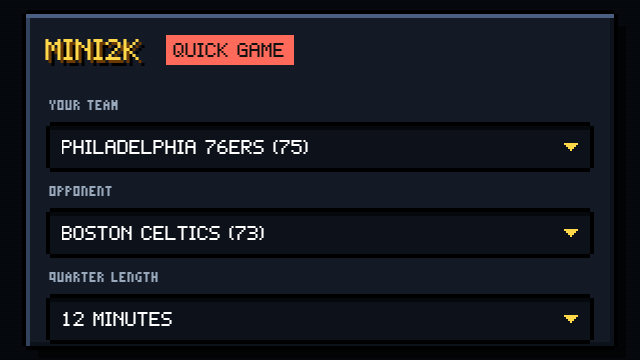 MINI2K
QUICK GAME
YOUR TEAM
PHILADELPHIA 76ERS (75)
OPPONENT
BOSTON CELTICS (73)
QUARTER LENGTH
12 MINUTES